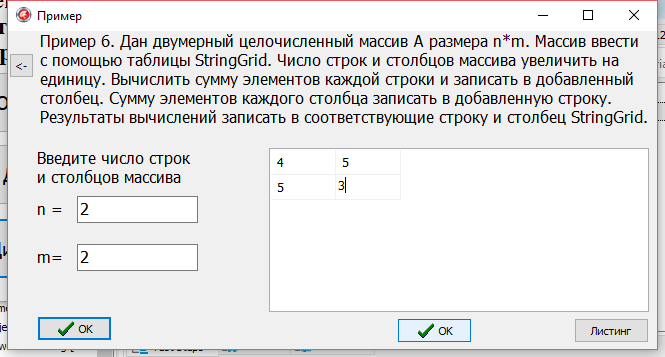 Пример
Пример 6. Дан двумерный целочисленный массив А размера n*m. Массив ввести
<-
с помощью таблицы StringGrid. Число строк и столбцов массива увеличить на
единицу. Вычислить сумму элементов каждой строки и записать в добавленный
столбец. Сумму элементов каждого столбца записать в добавленную строку.
Результаты вычислений записать в соответствующие строку и столбец StringGrid.
Введите число строк
и столбцов массива
n = 2
m= 2
4 5
5 3
OK
OK
Листинг